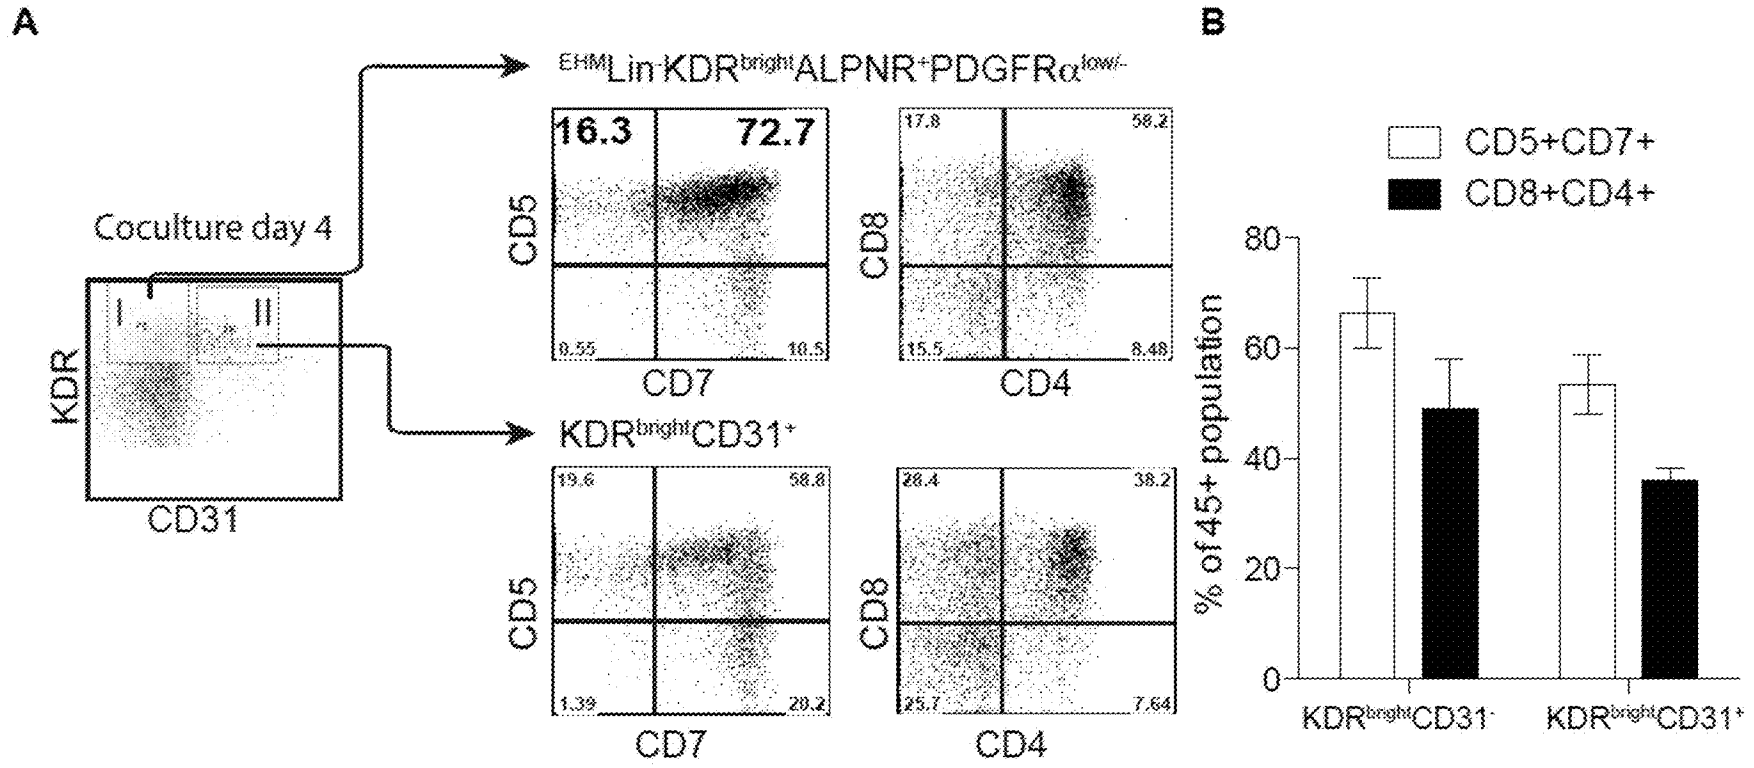 A
B
EHMLin-KDRbrightALPNR+PDGFRαlow/-
16.3 72.7
0.55 10.5
CD5
CD7
17.8 58.2
15.5 8.48
CD8
CD4
Coculture day 4
I II
KDR
CD31
KDRbrightCD31+
19.6 58.8
1.39 20.2
CD5
CD7
28.4 38.2
25.7 7.64
CD8
CD4
CD5+CD7+
CD8+CD4+
% of 45+ population
80
60
40
20
0
KDRbrightCD31- KDRbrightCD31+